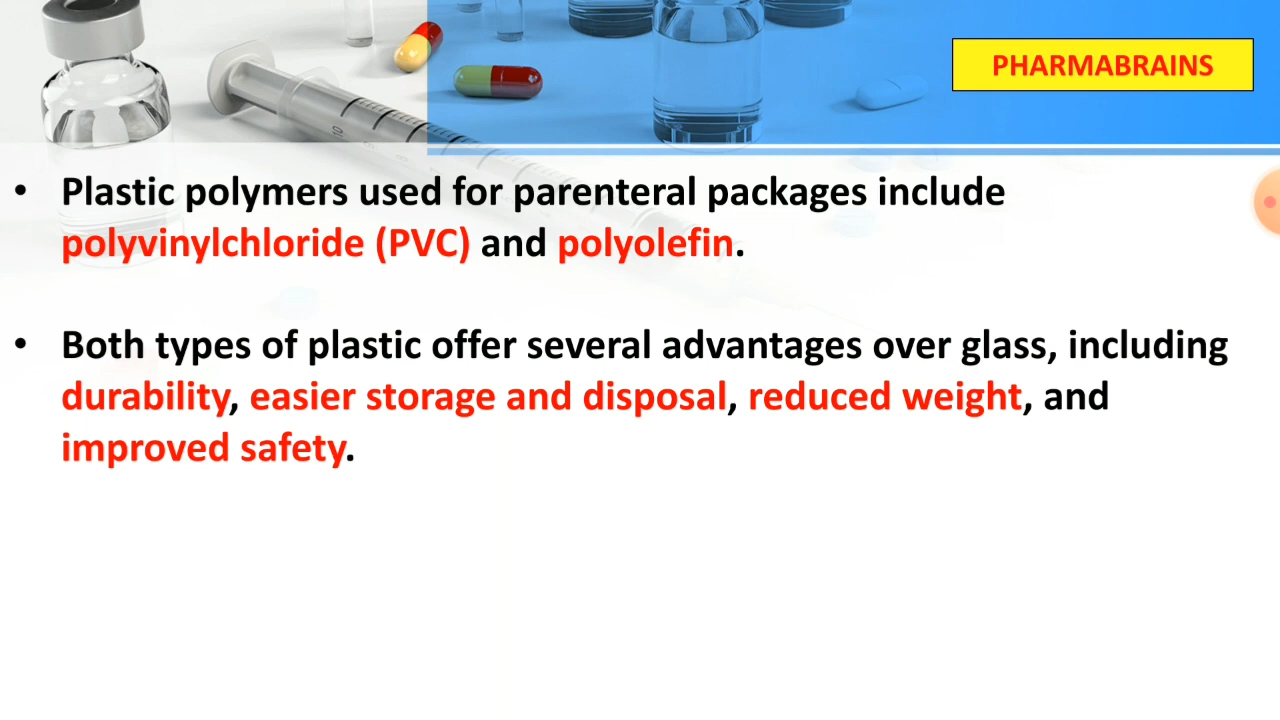 PHARMABRAINS
• Plastic polymers used for parenteral packages include
polyvinylchloride (PVC) and polyolefin.
• Both types of plastic offer several advantages over glass, including
durability, easier storage and disposal, reduced weight, and
improved safety.